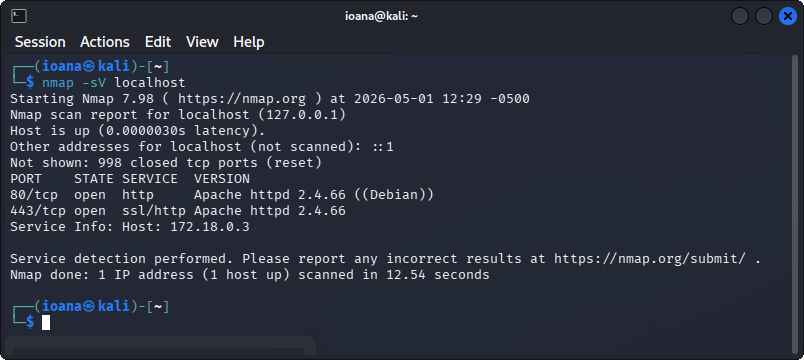 ioana@kali: ~
Session Actions Edit View Help
┌──(ioana㉿kali)-[~]
└─$ nmap -sV localhost
Starting Nmap 7.98 ( https://nmap.org ) at 2026-05-01 12:29 -0500
Nmap scan report for localhost (127.0.0.1)
Host is up (0.0000030s latency).
Other addresses for localhost (not scanned): ::1
Not shown: 998 closed tcp ports (reset)
PORT    STATE SERVICE  VERSION
80/tcp  open  http     Apache httpd 2.4.66 ((Debian))
443/tcp open  ssl/http Apache httpd 2.4.66
Service Info: Host: 172.18.0.3
Service detection performed. Please report any incorrect results at https://nmap.org/submit/ .
Nmap done: 1 IP address (1 host up) scanned in 12.54 seconds
┌──(ioana㉿kali)-[~]
└─$